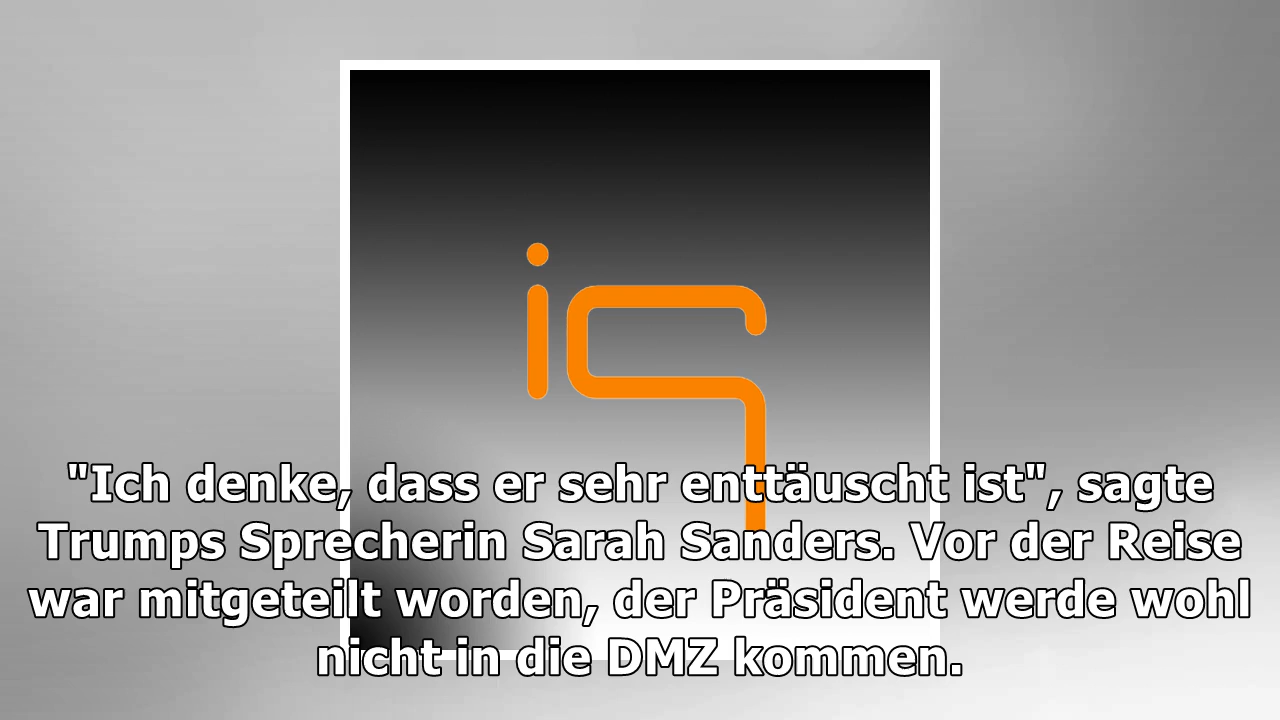 "Ich denke, dass er sehr enttäuscht ist", sagte
Trumps Sprecherin Sarah Sanders. Vor der Reise
war mitgeteilt worden, der Präsident werde wohl
nicht in die DMZ kommen.